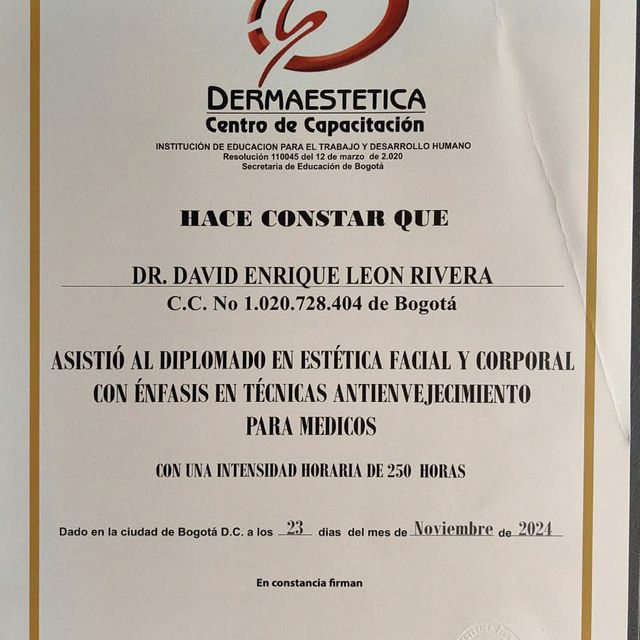 DERMAESTETICA
Centro de Capacitación
INSTITUCIÓN DE EDUCACION PARA EL TRABAJO Y DESARROLLO HUMANO
Resolución 110045 del 12 de marzo de 2.020
Secretaria de Educación de Bogotá
HACE CONSTAR QUE
DR. DAVID ENRIQUE LEON RIVERA
C.C. No 1.020.728.404 de Bogotá
ASISTIÓ AL DIPLOMADO EN ESTÉTICA FACIAL Y CORPORAL
CON ÉNFASIS EN TÉCNICAS ANTIENVEJECIMIENTO
PARA MEDICOS
CON UNA INTENSIDAD HORARIA DE 250 HORAS
Dado en la ciudad de Bogotá D.C. a los 23 dias del mes de Noviembre de 2024
En constancia firman